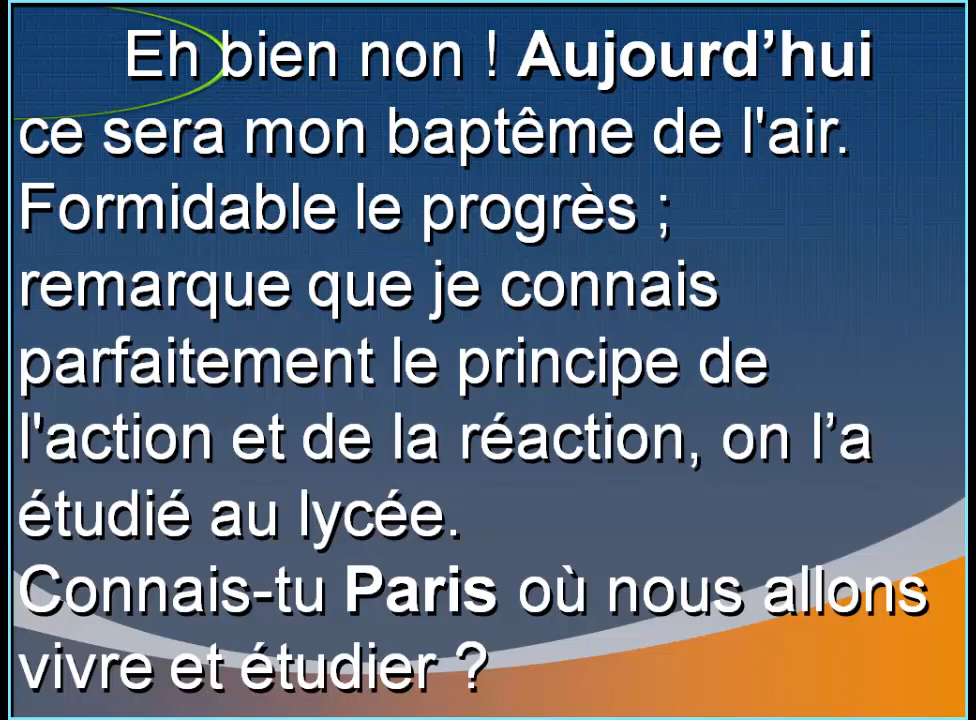 Eh bien non ! Aujourd’hui
ce sera mon baptême de l'air.
Formidable le progrès ;
remarque que je connais
parfaitement le principe de
l'action et de la réaction, on l’a
étudié au lycée.
Connais-tu Paris où nous allons
vivre et étudier ?